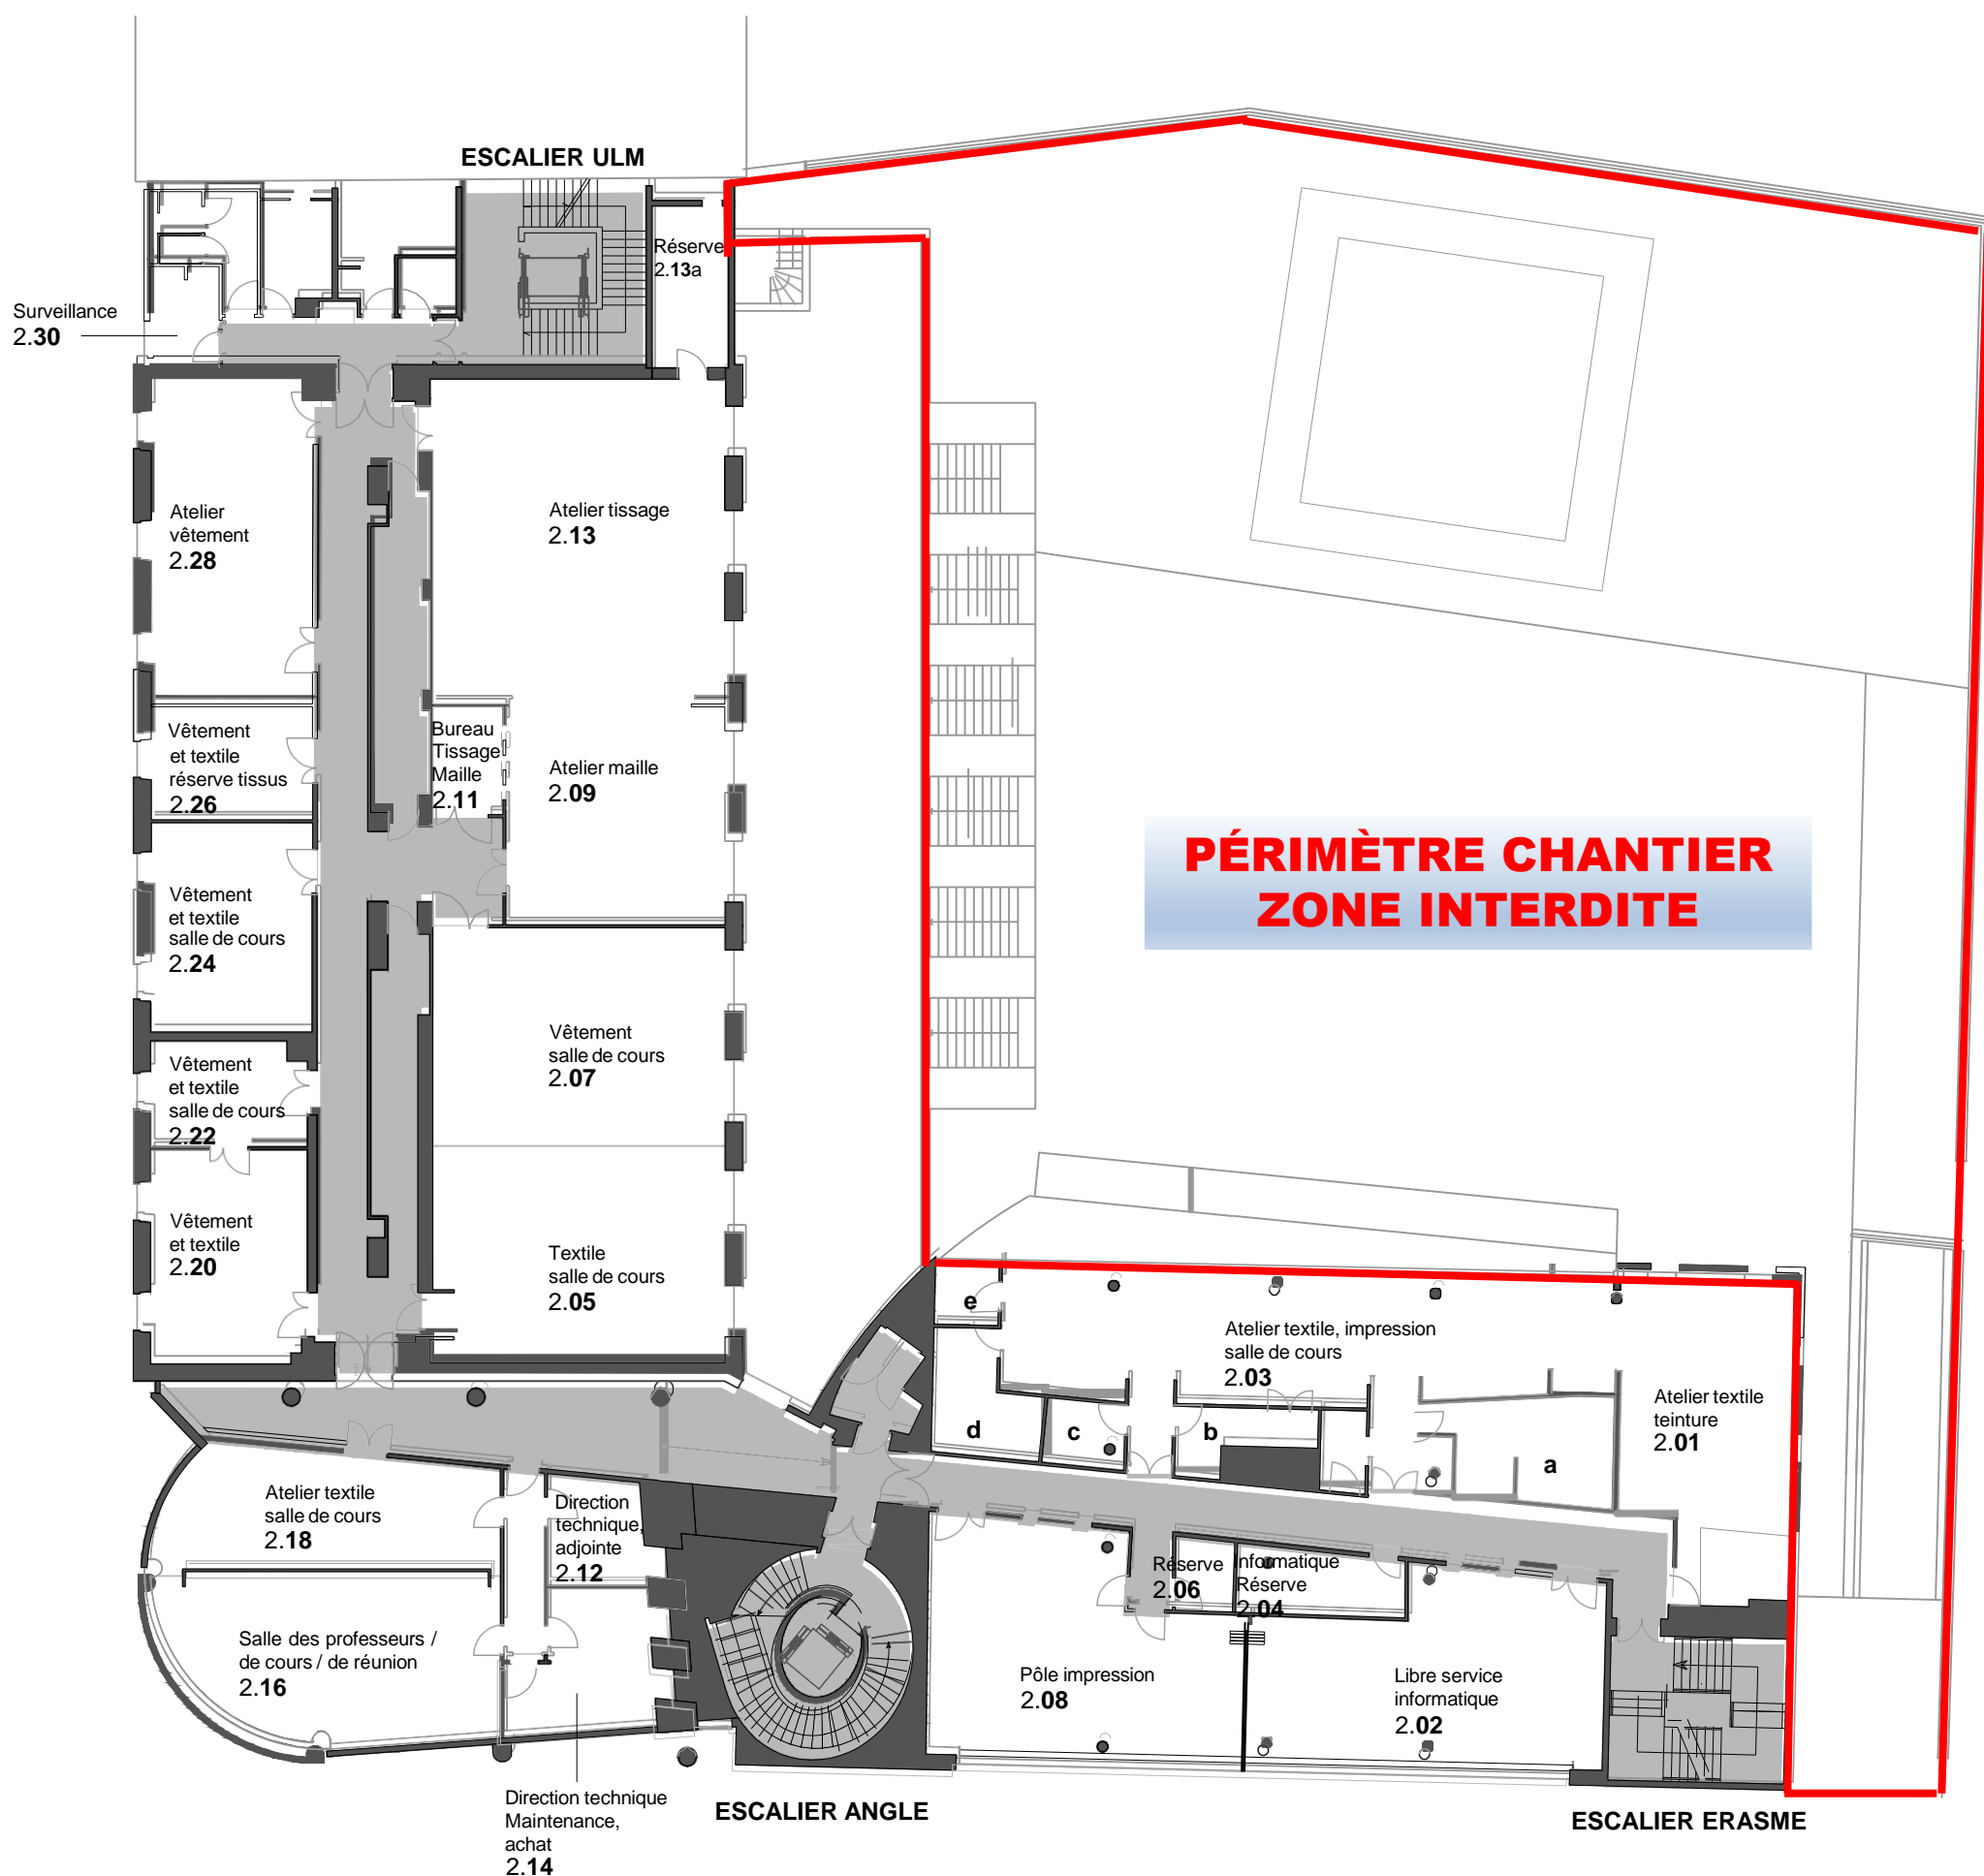 ESCALIER ULM
Réserve
2.13a
Surveillance
2.30
Atelier
vêtement
2.28
Atelier tissage
2.13
Vêtement
et textile
réserve tissus
2.26
Bureau
Tissage
Maille
2.11
Atelier maille
2.09
PÉRIMÈTRE CHANTIER
ZONE INTERDITE
Vêtement
et textile
salle de cours
2.24
Vêtement
salle de cours
2.07
Vêtement
et textile
salle de cours
2.22
Vêtement
et textile
2.20
Textile
salle de cours
2.05
e
Atelier textile, impression
salle de cours
2.03
Atelier textile
teinture
2.01
d
c
b
a
Atelier textile
salle de cours
2.18
Direction
technique,
adjointe
2.12
Réserve
2.06
Informatique
Réserve
2.04
Salle des professeurs /
de cours / de réunion
2.16
Pôle impression
2.08
Libre service
informatique
2.02
Direction technique
Maintenance,
achat
2.14
ESCALIER ANGLE
ESCALIER ERASME